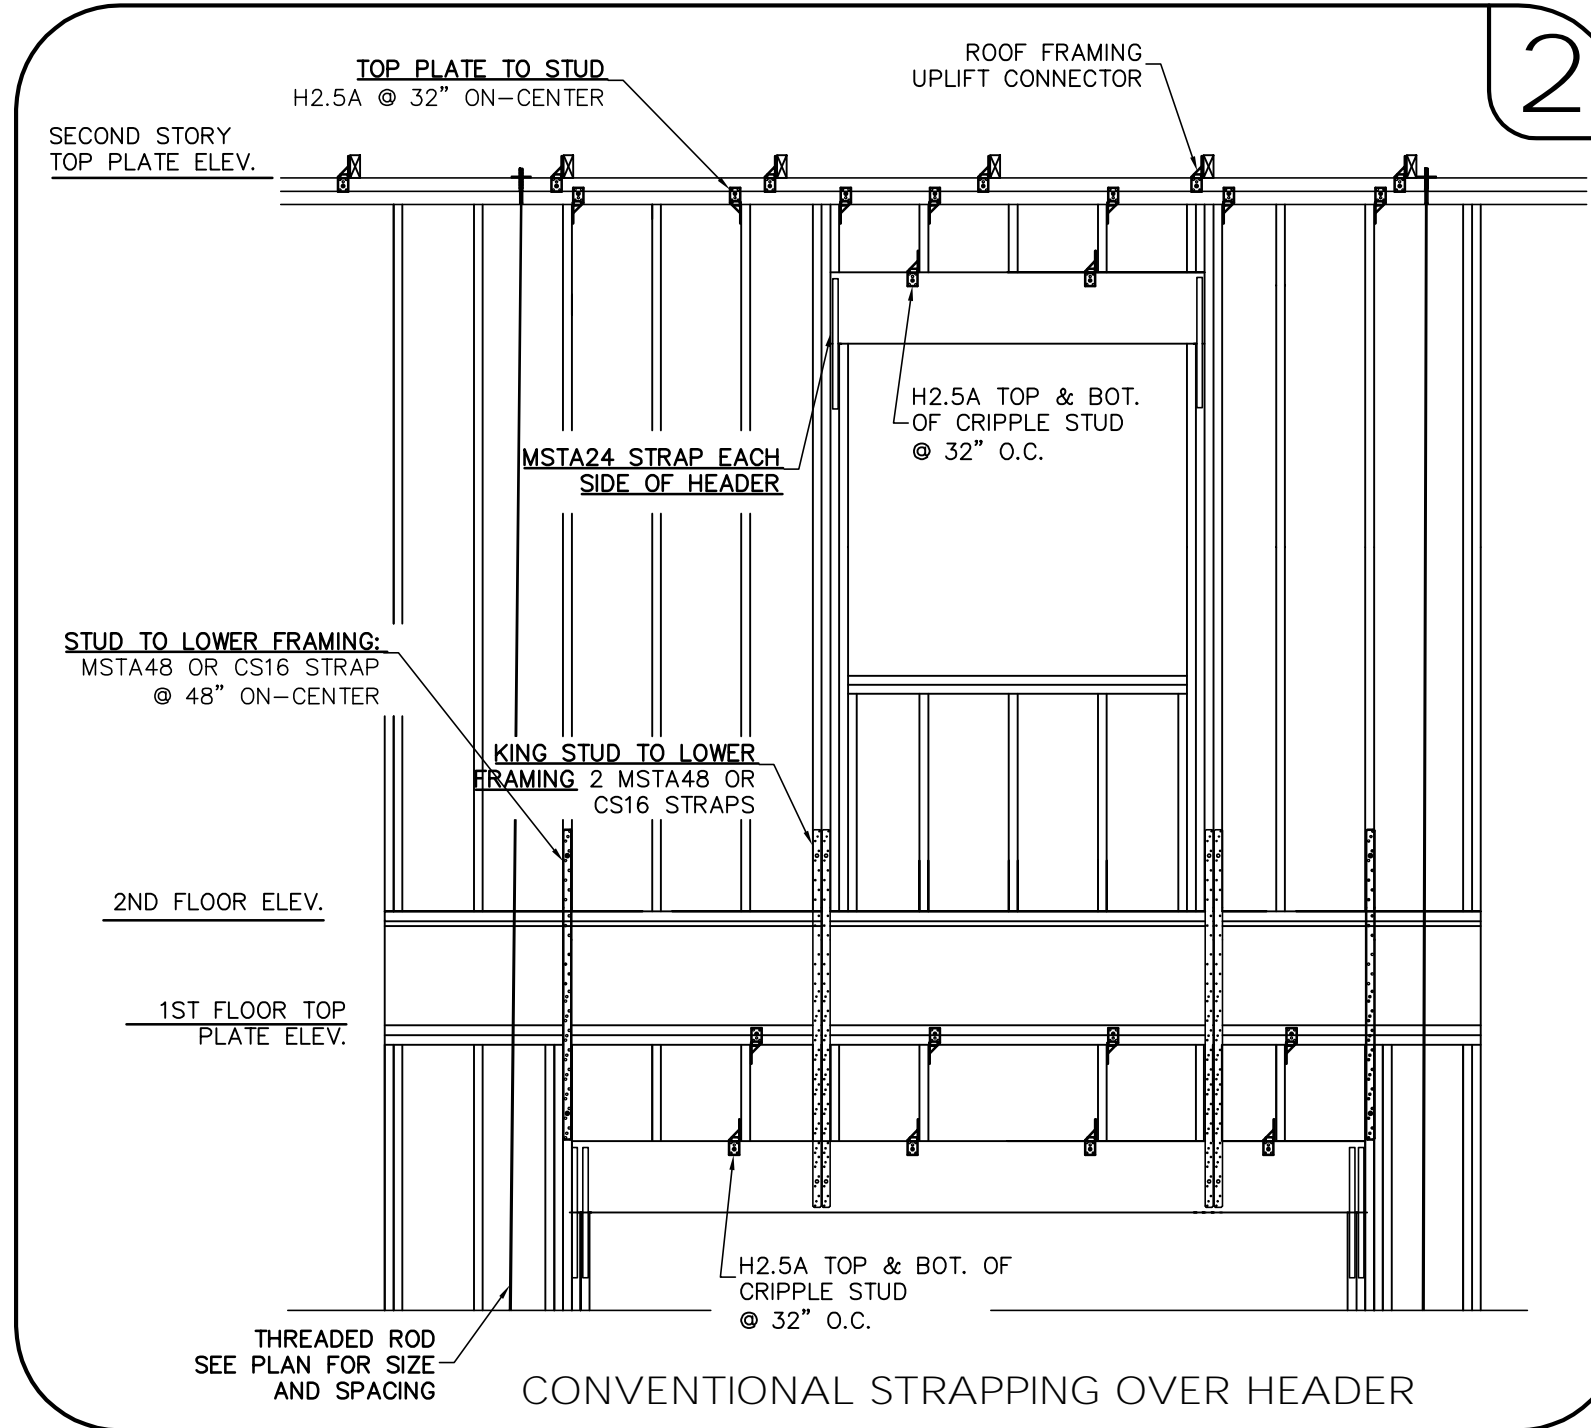 2
ROOF FRAMING
UPLIFT CONNECTOR
TOP PLATE TO STUD
H2.5A @ 32" ON-CENTER
SECOND STORY
TOP PLATE ELEV.
H2.5A TOP & BOT.
OF CRIPPLE STUD
@ 32" O.C.
MSTA24 STRAP EACH
SIDE OF HEADER
STUD TO LOWER FRAMING:
MSTA48 OR CS16 STRAP
@ 48" ON-CENTER
KING STUD TO LOWER
FRAMING 2 MSTA48 OR
CS16 STRAPS
2ND FLOOR ELEV.
1ST FLOOR TOP
PLATE ELEV.
H2.5A TOP & BOT. OF
CRIPPLE STUD
@ 32" O.C.
THREADED ROD
SEE PLAN FOR SIZE
AND SPACING
CONVENTIONAL STRAPPING OVER HEADER